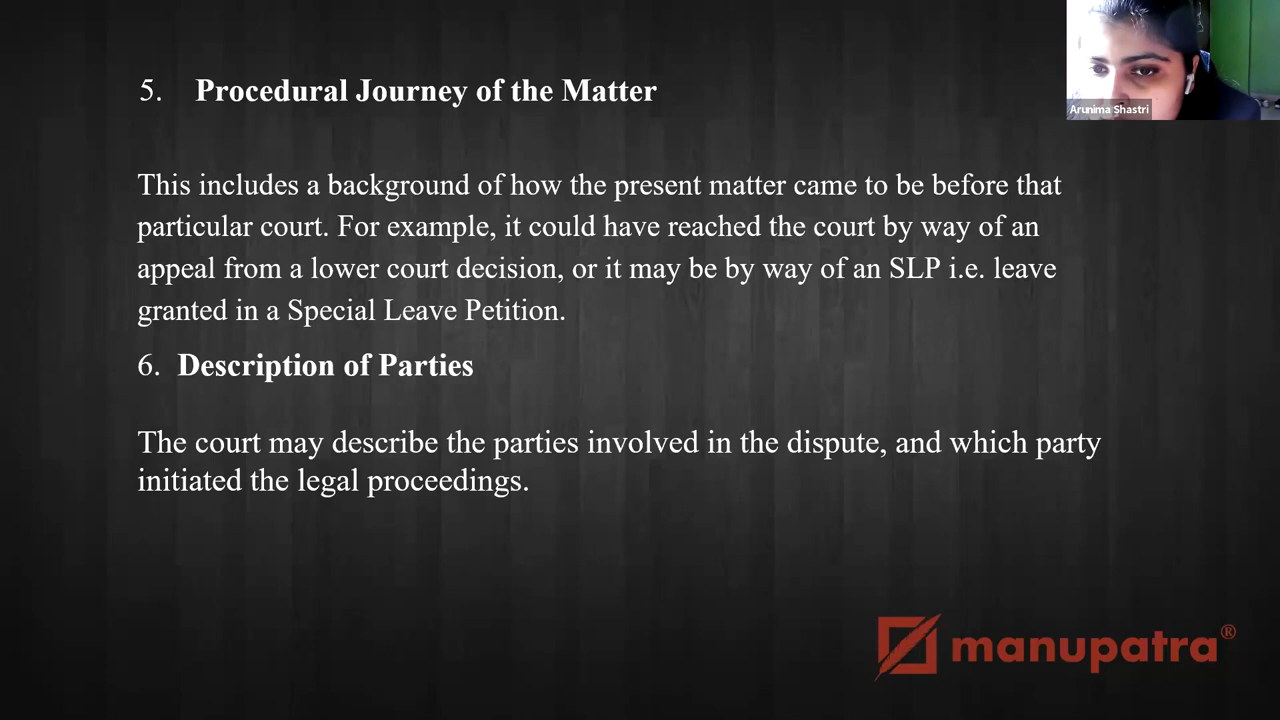 5. Procedural Journey of the Matter
Arunima Shastri
This includes a background of how the present matter came to be before that
particular court. For example, it could have reached the court by way of an
appeal from a lower court decision, or it may be by way of an SLP i.e. leave
granted in a Special Leave Petition.
6. Description of Parties
The court may describe the parties involved in the dispute, and which party
initiated the legal proceedings.
manupatra®